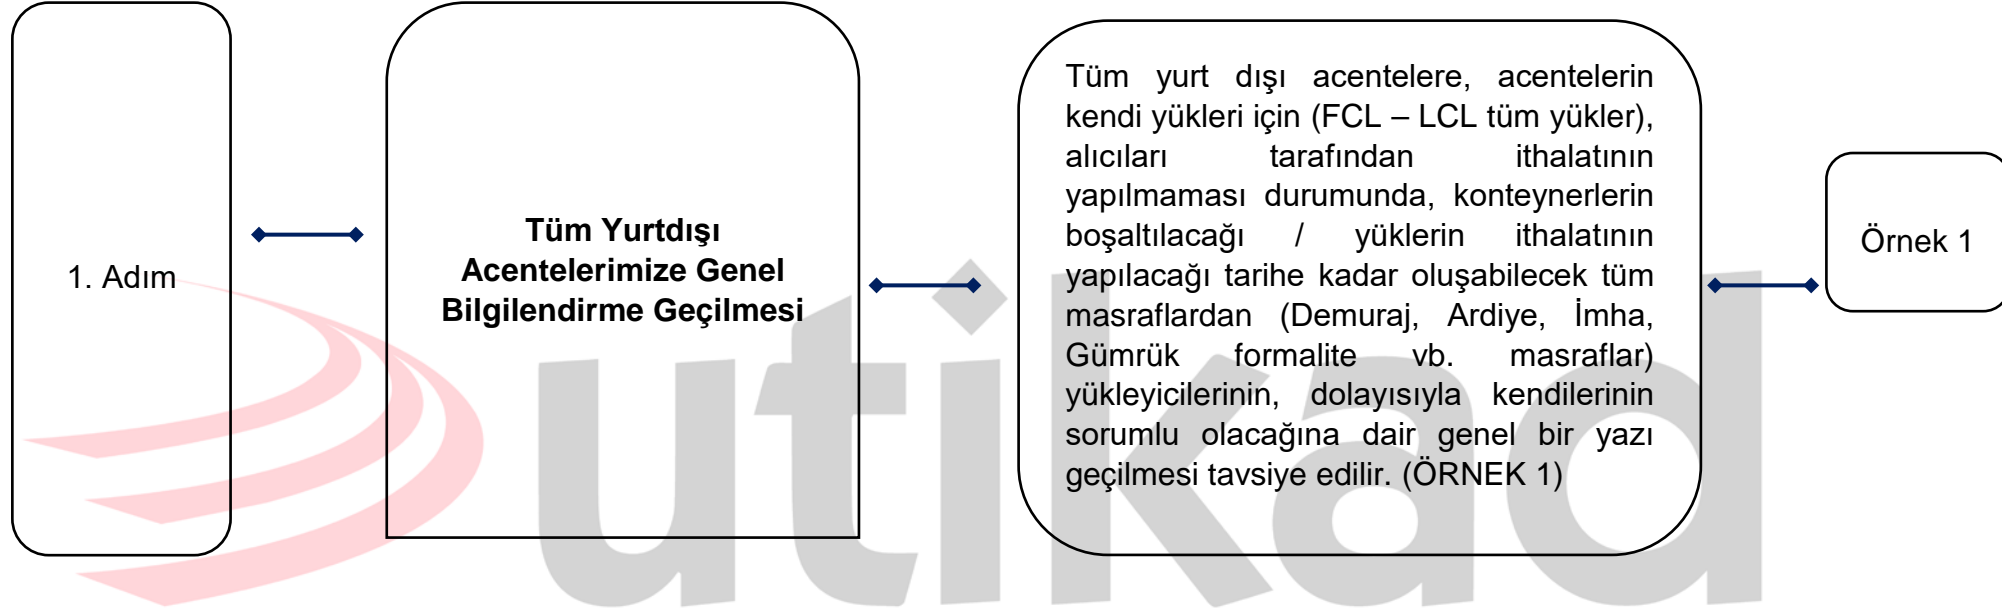 1. Adım
Tüm Yurtdışı
Acentelerimize Genel
Bilgilendirme Geçilmesi
Tüm yurt dışı acentelere, acentelerin
kendi yükleri için (FCL – LCL tüm yükler),
alıcıları tarafından ithalatının
yapılmaması durumunda, konteynerlerin
boşaltılacağı / yüklerin ithalatının
yapılacağı tarihe kadar oluşabilecek tüm
masraflardan (Demuraj, Ardiye, İmha,
Gümrük formalite vb. masraflar)
yükleyicilerinin, dolayısıyla kendilerinin
sorumlu olacağına dair genel bir yazı
geçilmesi tavsiye edilir. (ÖRNEK 1)
Örnek 1
utikad